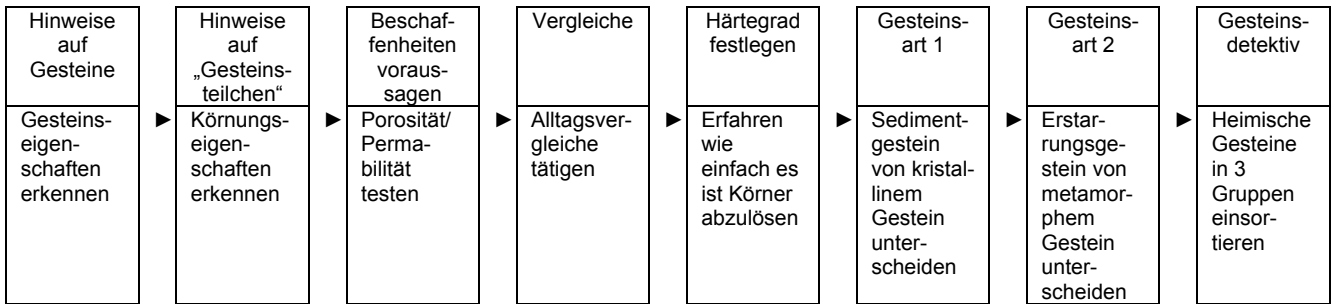 Hinweise
auf
Gesteine
Gesteins-
eigen-
schaften
erkennen
►
Hinweise
auf
„Gesteins-
teilchen“
Körnungs-
eigen-
schaften
erkennen
►
Beschaf-
fenheiten
voraus-
sagen
Porosität/
Perma-
bilität
testen
►
Vergleiche
Alltagsver-
gleiche
tätigen
►
Härtegrad
festlegen
Erfahren
wie
einfach es
ist Körner
abzulösen
►
Gesteins-
art 1
Sediment-
gestein
von kristal-
linem
Gestein
unter-
scheiden
►
Gesteins-
art 2
Erstar-
rungsge-
stein von
metamor-
phem
Gestein
unter-
scheiden
►
Gesteins-
detektiv
Heimische
Gesteine
in 3
Gruppen
einsor-
tieren